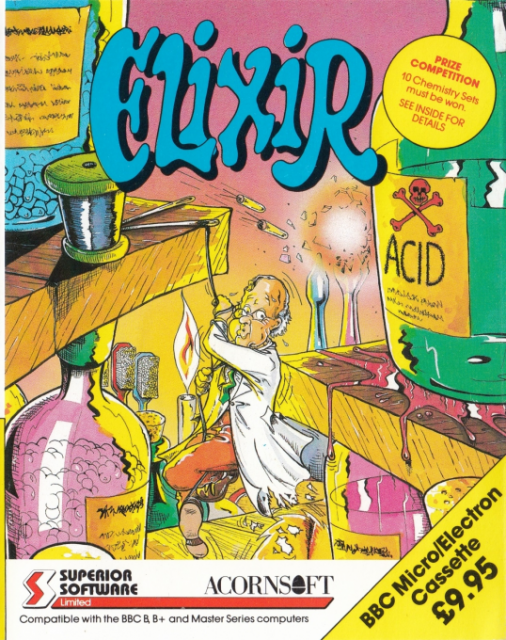 ELiXiR
PRIZE
COMPETITION
10 Chemistry Sets
must be won.
SEE INSIDE FOR
DETAILS
ACID
SUPERIOR
SOFTWARE
Limited
ACORNSOFT
Compatible with the BBC B, B+ and Master Series computers
BBC Micro/Electron
Cassette
£9.95